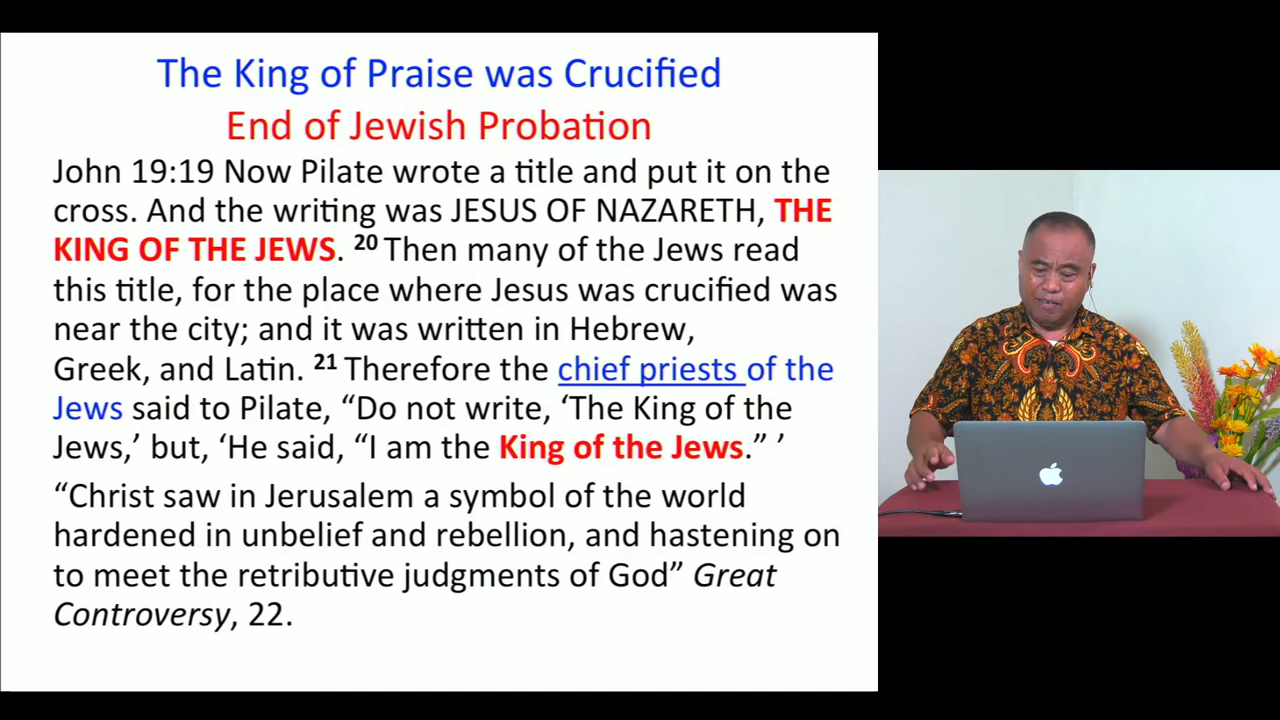 The King of Praise was Crucified
End of Jewish Probation
John 19:19 Now Pilate wrote a title and put it on the
cross. And the writing was JESUS OF NAZARETH, THE
KING OF THE JEWS. 20 Then many of the Jews read
this title, for the place where Jesus was crucified was
near the city; and it was written in Hebrew,
Greek, and Latin. 21 Therefore the chief priests of the
Jews said to Pilate, “Do not write, ‘The King of the
Jews,’ but, ‘He said, “I am the King of the Jews.” ’
“Christ saw in Jerusalem a symbol of the world
hardened in unbelief and rebellion, and hastening on
to meet the retributive judgments of God” Great
Controversy, 22.